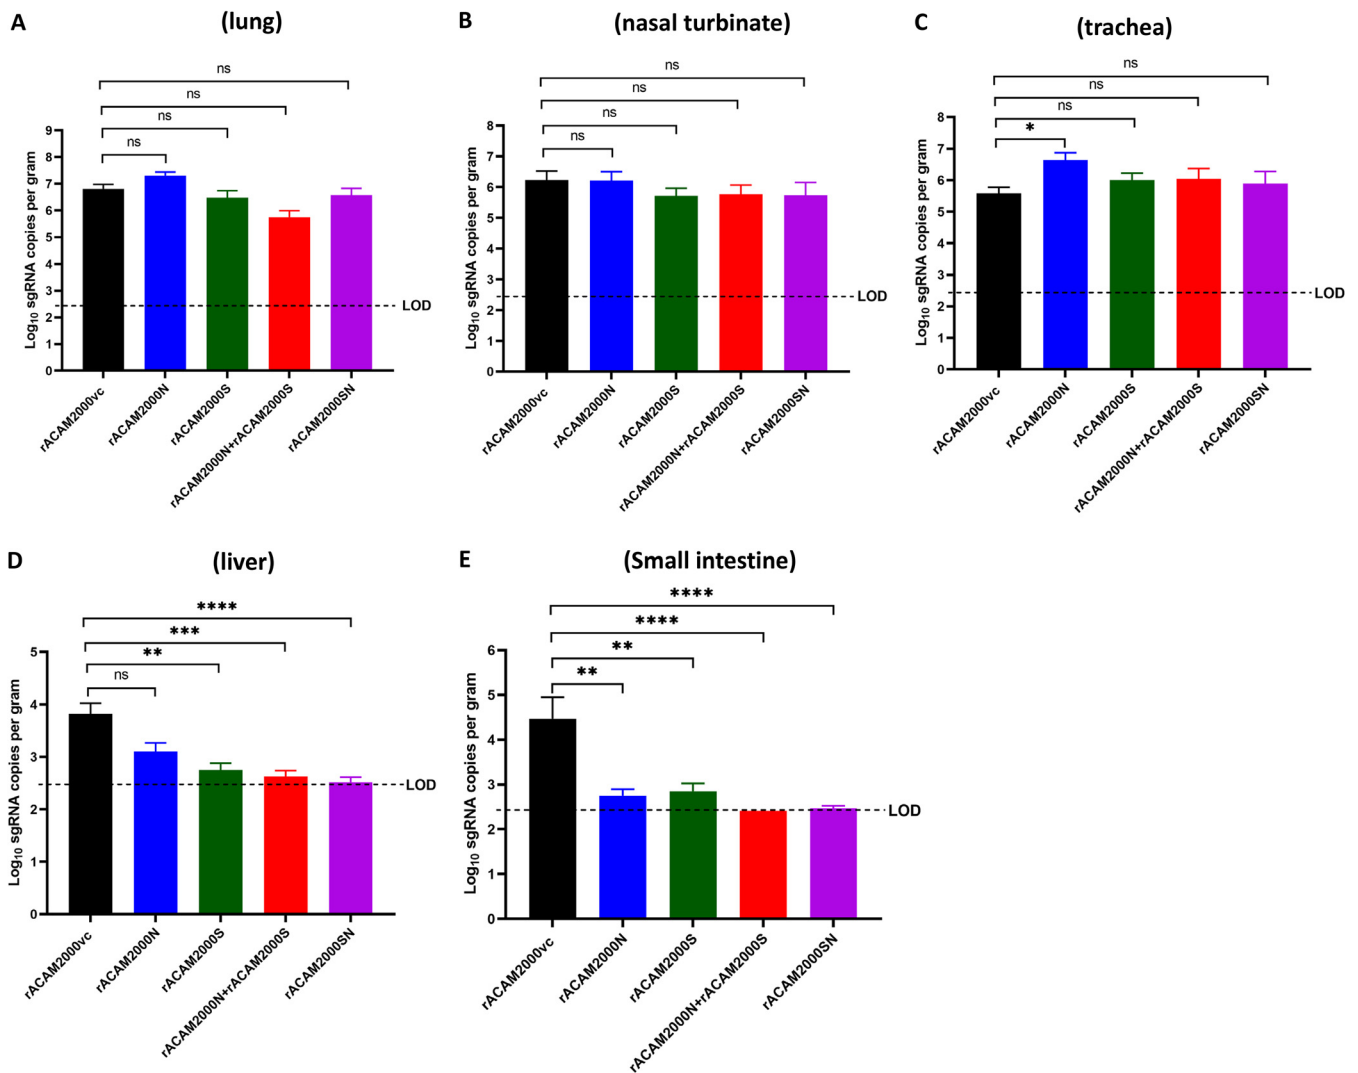 A
(lung)
ns
ns
ns
ns
9
8
7
6
5
4
3
2
1
0
Log10 sgRNA copies per gram
LOD
rACAM2000vc
rACAM2000N
rACAM2000S
rACAM2000N+rACAM2000S
rACAM2000SN
B
(nasal turbinate)
ns
ns
ns
ns
8
7
6
5
4
3
2
1
0
Log10 sgRNA copies per gram
LOD
rACAM2000vc
rACAM2000N
rACAM2000S
rACAM2000N+rACAM2000S
rACAM2000SN
C
(trachea)
ns
ns
ns
*
8
7
6
5
4
3
2
1
0
Log10 sgRNA copies per gram
LOD
rACAM2000vc
rACAM2000N
rACAM2000S
rACAM2000N+rACAM2000S
rACAM2000SN
D
(liver)
****
***
**
ns
5
4
3
2
1
0
Log10 sgRNA copies per gram
LOD
rACAM2000vc
rACAM2000N
rACAM2000S
rACAM2000N+rACAM2000S
rACAM2000SN
E
(Small intestine)
****
****
**
**
6
5
4
3
2
1
0
Log10 sgRNA copies per gram
LOD
rACAM2000vc
rACAM2000N
rACAM2000S
rACAM2000N+rACAM2000S
rACAM2000SN